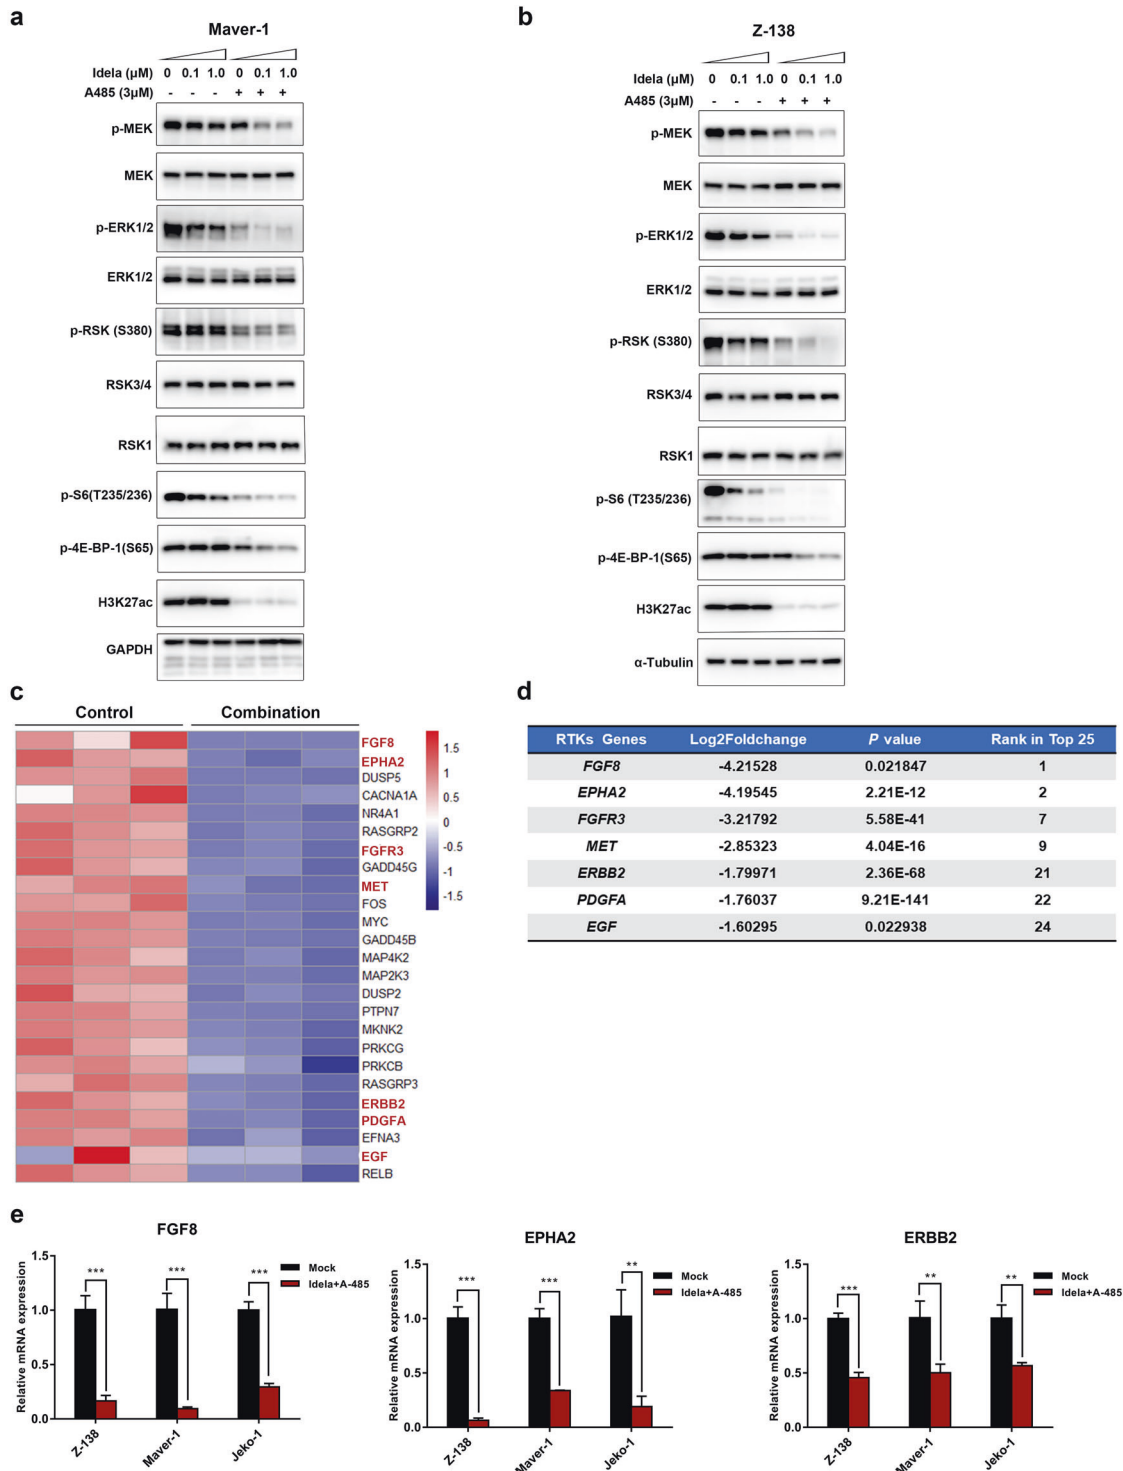 a
Maver-1
Idela (μM) 0 0.1 1.0 0 0.1 1.0
A485 (3μM) - - - + + +
p-MEK
MEK
p-ERK1/2
ERK1/2
p-RSK (S380)
RSK3/4
RSK1
p-S6(T235/236)
p-4E-BP-1(S65)
H3K27ac
GAPDH
b
Z-138
Idela (μM) 0 0.1 1.0 0 0.1 1.0
A485 (3μM) - - - + + +
p-MEK
MEK
p-ERK1/2
ERK1/2
p-RSK (S380)
RSK3/4
RSK1
p-S6 (T235/236)
p-4E-BP-1(S65)
H3K27ac
α-Tubulin
c
Control Combination
FGF8
EPHA2
DUSP5
CACNA1A
NR4A1
RASGRP2
FGFR3
GADD45G
MET
FOS
MYC
GADD45B
MAP4K2
MAP2K3
DUSP2
PTPN7
MKNK2
PRKCG
PRKCB
RASGRP3
ERBB2
PDGFA
EFNA3
EGF
RELB
1.5
1
0.5
0
-0.5
-1
-1.5
d
RTKs Genes Log2Foldchange P value Rank in Top 25
FGF8 -4.21528 0.021847 1
EPHA2 -4.19545 2.21E-12 2
FGFR3 -3.21792 5.58E-41 7
MET -2.85323 4.04E-16 9
ERBB2 -1.79971 2.36E-68 21
PDGFA -1.76037 9.21E-141 22
EGF -1.60295 0.022938 24
e
FGF8
Relative mRNA expression
1.5
1.0
0.5
0.0
*** *** ***
Mock
Idela+A-485
Z-138 Maver-1 Jeko-1
EPHA2
Relative mRNA expression
1.5
1.0
0.5
0.0
*** *** **
Mock
Idela+A-485
Z-138 Maver-1 Jeko-1
ERBB2
Relative mRNA expression
1.5
1.0
0.5
0.0
*** ** **
Mock
Idela+A-485
Z-138 Maver-1 Jeko-1